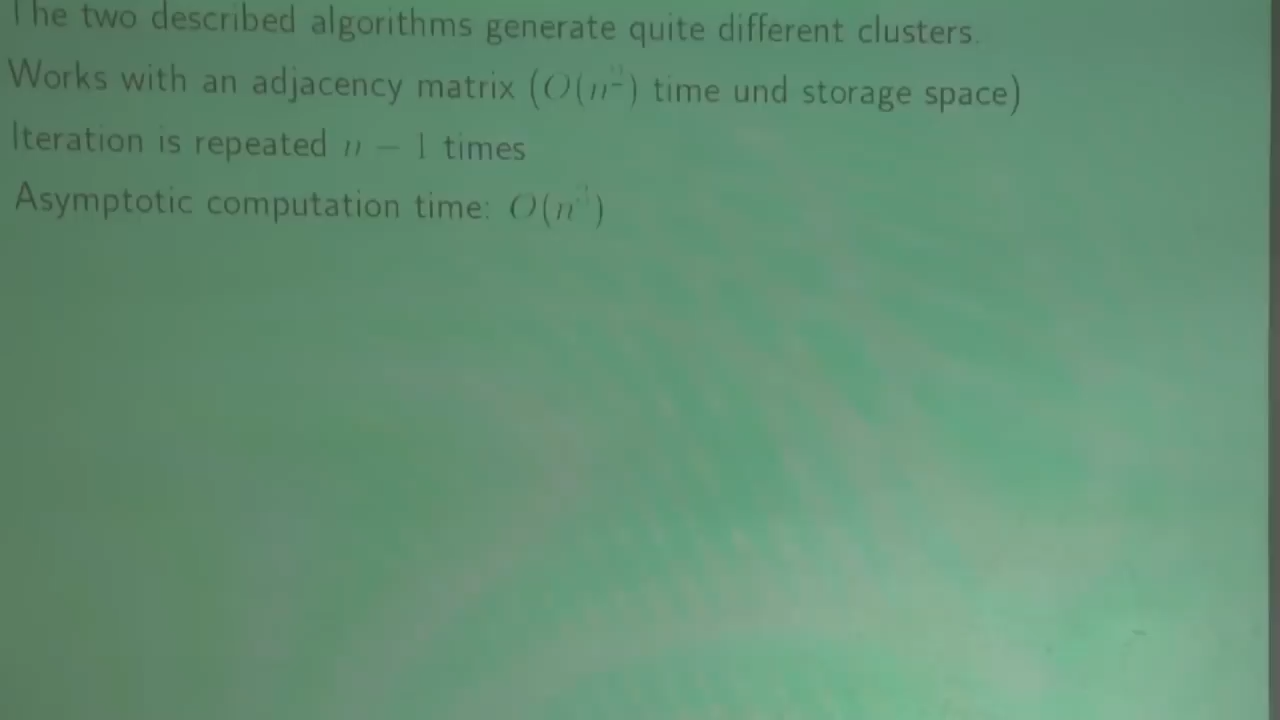 The two described algorithms generate quite different clusters.
Works with an adjacency matrix (O(n²) time und storage space)
Iteration is repeated n − 1 times
Asymptotic computation time: O(n³)